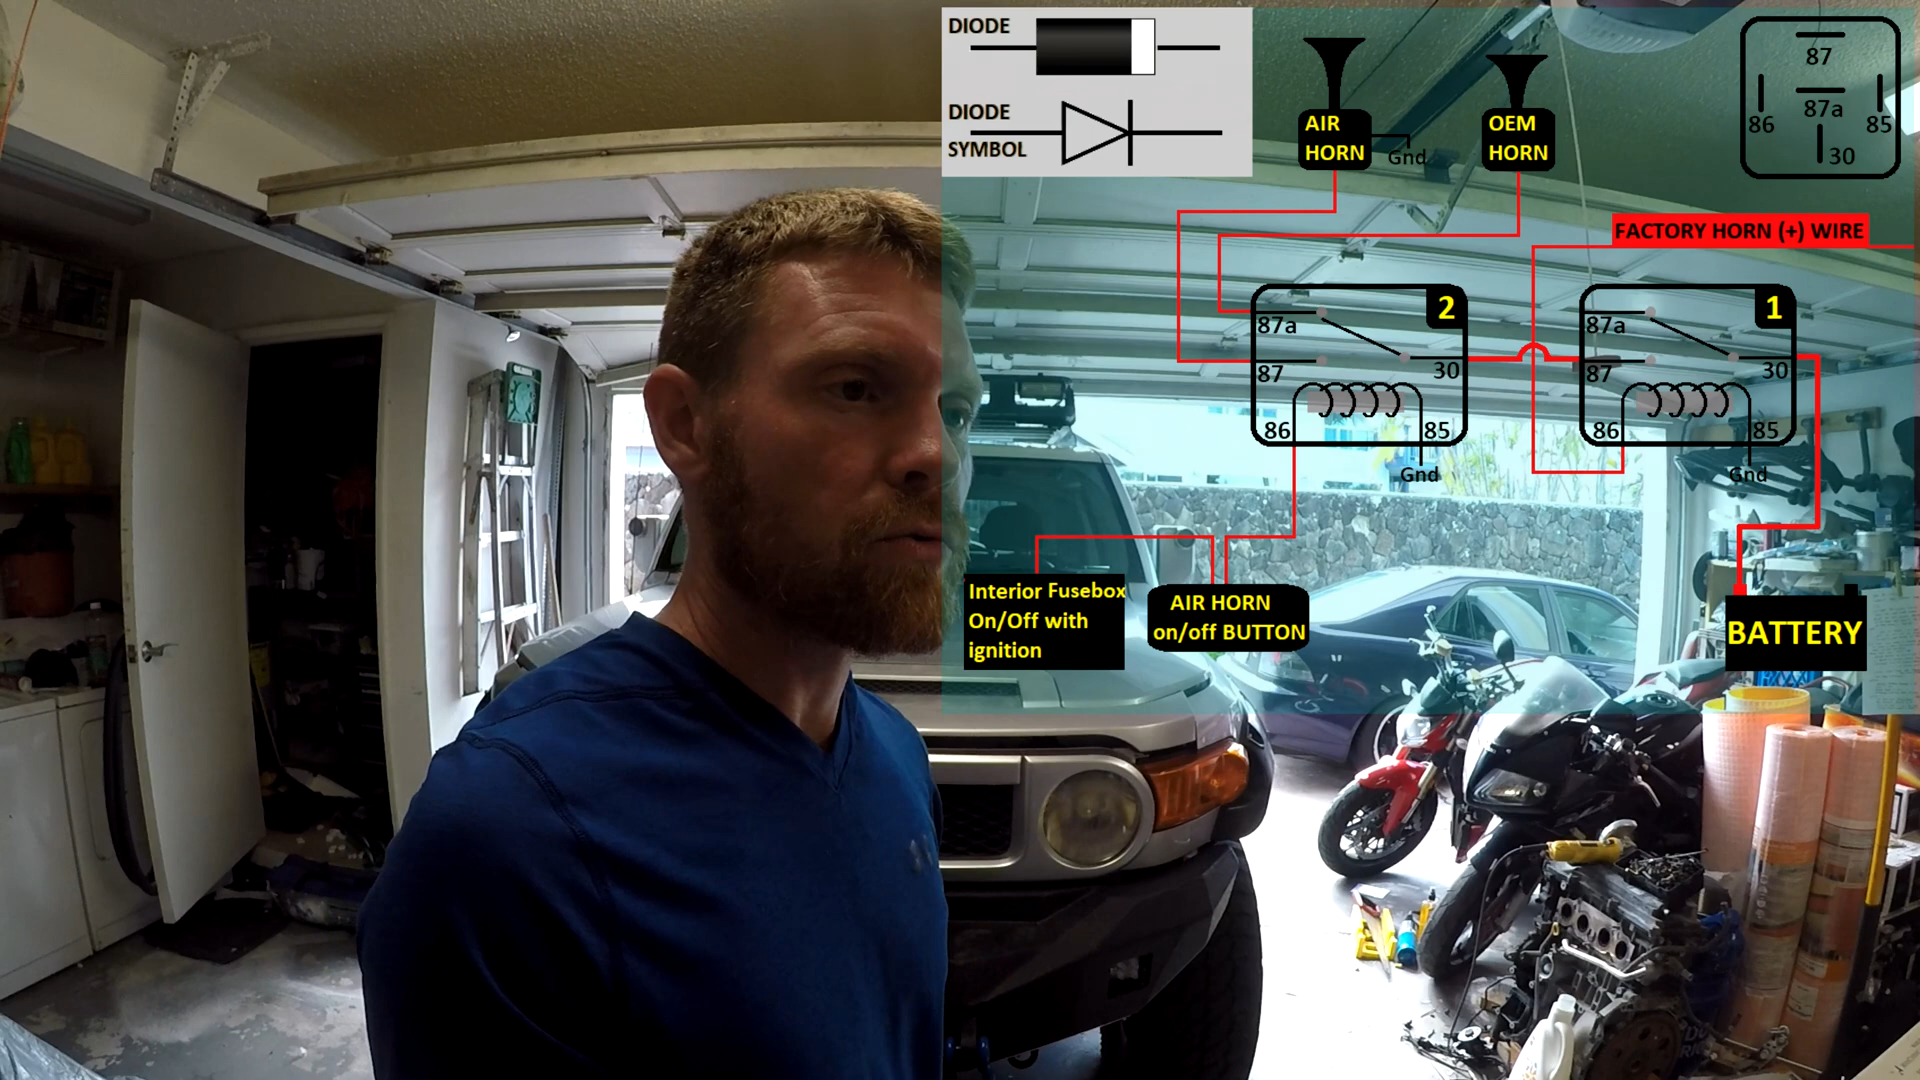 DIODE
DIODE
SYMBOL
AIR
HORN
Gnd
OEM
HORN
87
87a
86
85
30
FACTORY HORN (+) WIRE
2
87a
87
30
86
85
Gnd
1
87a
87
30
86
85
Gnd
Interior Fusebox
On/Off with
ignition
AIR HORN
on/off BUTTON
BATTERY